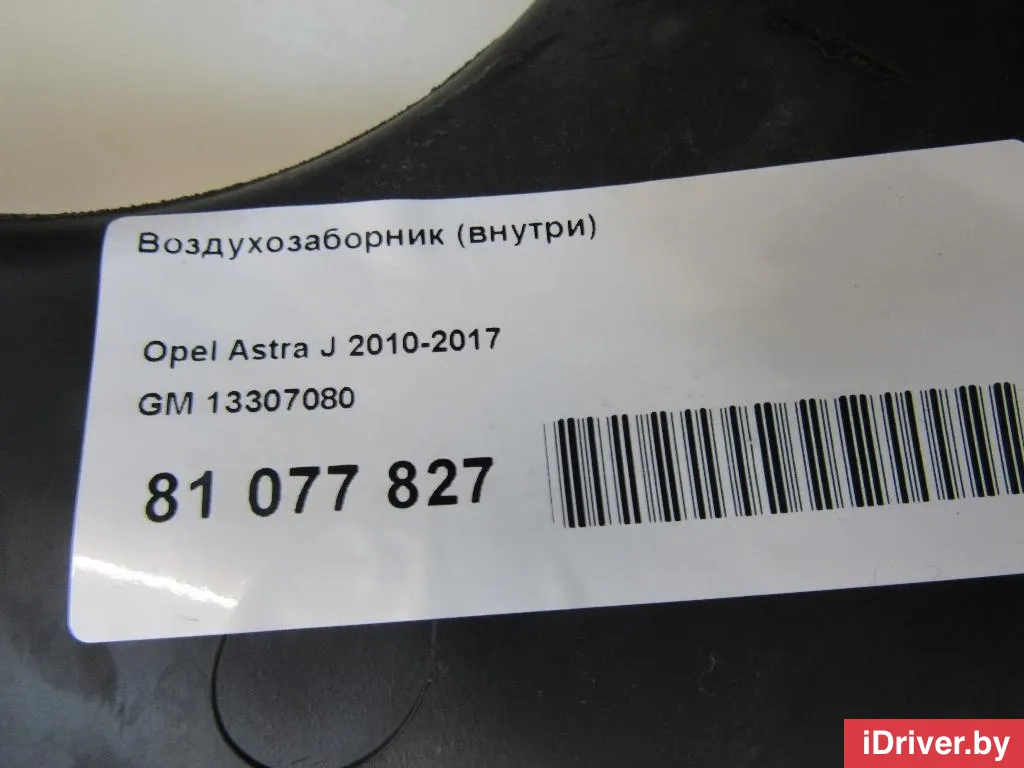 Воздухозаборник (внутри)
Opel Astra J 2010-2017
GM 13307080
81 077 827
iDriver.by